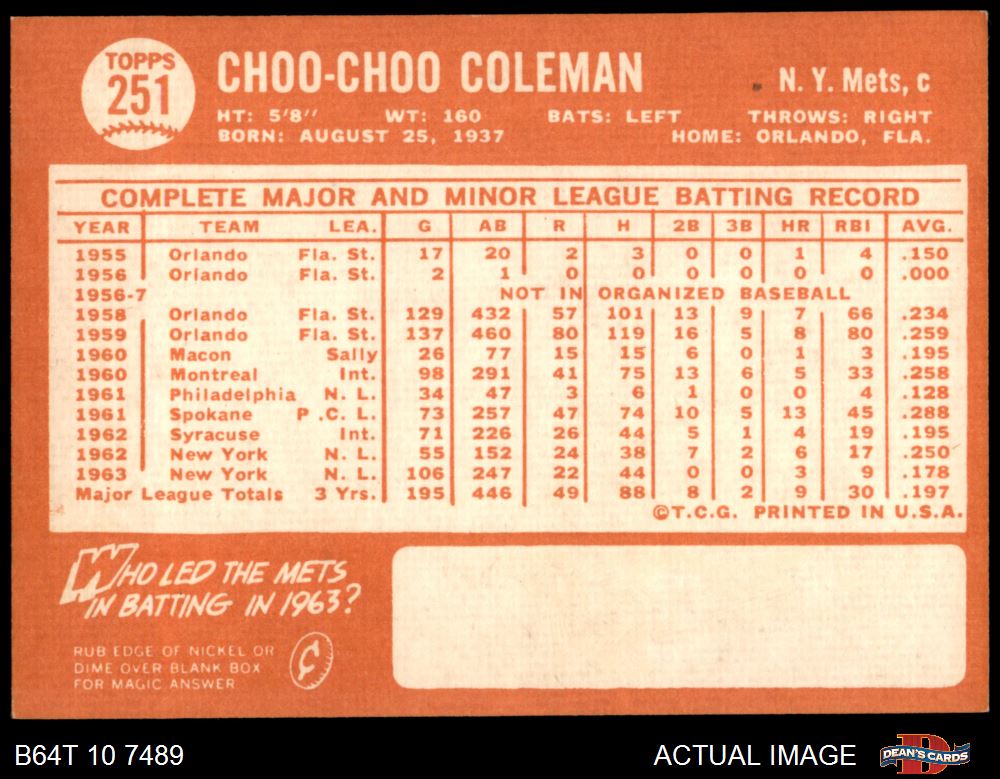 TOPPS
251
CHOO-CHOO COLEMAN
N. Y. Mets, c
HT: 5'8" WT: 160 BATS: LEFT THROWS: RIGHT
BORN: AUGUST 25, 1937 HOME: ORLANDO, FLA.
COMPLETE MAJOR AND MINOR LEAGUE BATTING RECORD
YEAR TEAM LEA. G AB R H 2B 3B HR RBI AVG.
1955 Orlando Fla. St. 17 20 2 3 0 0 1 4 .150
1956 Orlando Fla. St. 2 1 0 0 0 0 0 0 .000
1956-7 NOT IN ORGANIZED BASEBALL
1958 Orlando Fla. St. 129 432 57 101 13 9 7 66 .234
1959 Orlando Fla. St. 137 460 80 119 16 5 8 80 .259
1960 Macon Sally 26 77 15 15 6 0 1 3 .195
1960 Montreal Int. 98 291 41 75 13 6 5 33 .258
1961 Philadelphia N. L. 34 47 3 6 1 0 0 4 .128
1961 Spokane P .C. L. 73 257 47 74 10 5 13 45 .288
1962 Syracuse Int. 71 226 26 44 5 1 4 19 .195
1962 New York N. L. 55 152 24 38 7 2 6 17 .250
1963 New York N. L. 106 247 22 44 0 0 3 9 .178
Major League Totals 3 Yrs. 195 446 49 88 8 2 9 30 .197
©T.C.G. PRINTED IN U.S.A.
WHO LED THE METS
IN BATTING IN 1963?
RUB EDGE OF NICKEL OR
DIME OVER BLANK BOX
FOR MAGIC ANSWER
¢
B64T 10 7489 ACTUAL IMAGE
DEAN'S CARDS